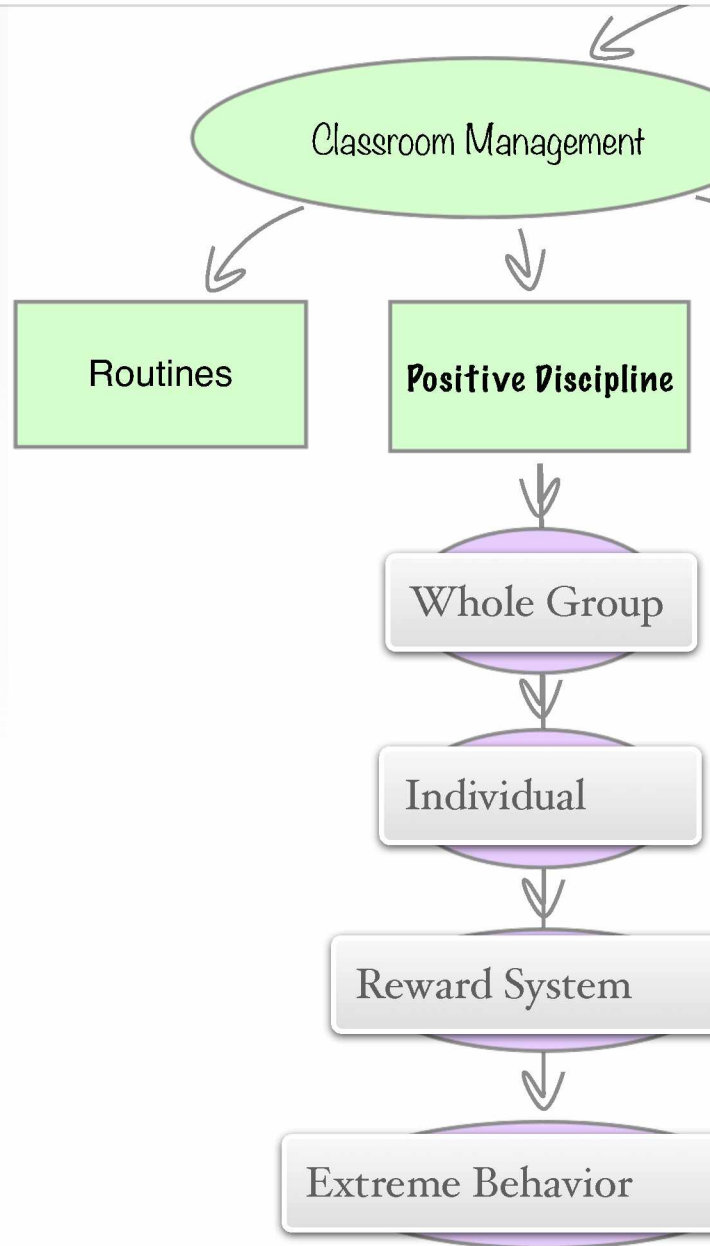 Classroom Management
Routines
Positive Discipline
Whole Group
Individual
Reward System
Extreme Behavior